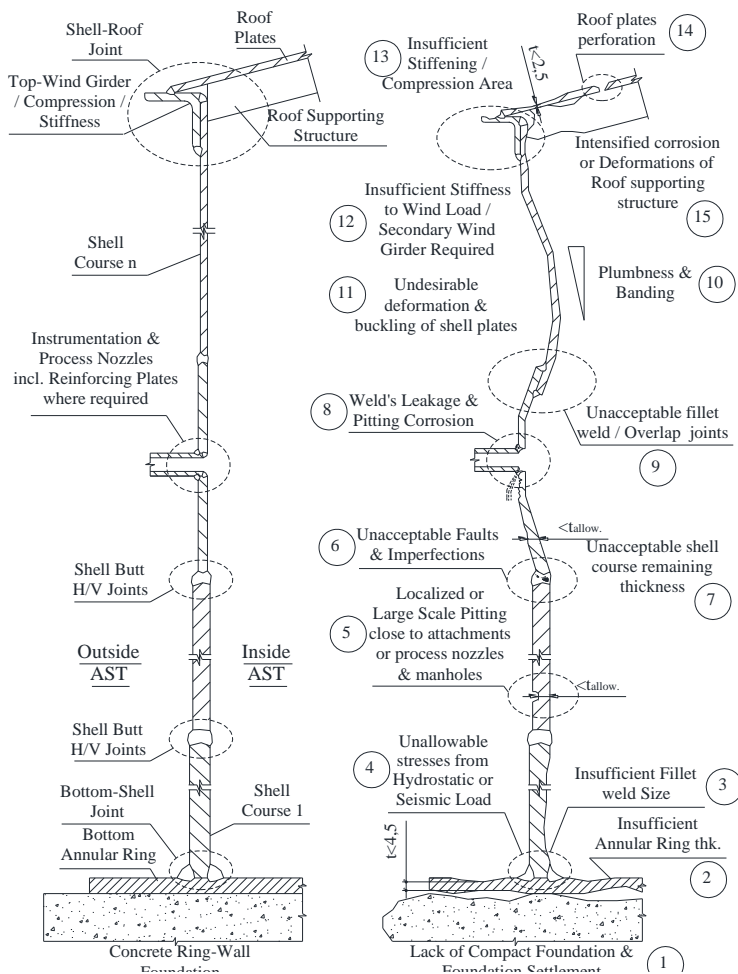 Shell-Roof
Joint
Roof
Plates
Top-Wind Girder
/ Compression /
Stiffness
Roof Supporting
Structure
Shell
Course n
Instrumentation &
Process Nozzles
incl. Reinforcing Plates
where required
Shell Butt
H/V Joints
Outside
AST
Inside
AST
Shell Butt
H/V Joints
Bottom-Shell
Joint
Shell
Course 1
Bottom
Annular Ring
Concrete Ring-Wall
Foundation
13
Insufficient
Stiffening /
Compression Area
t<2,5
Roof plates
perforation
14
Intensified corrosion
or Deformations of
Roof supporting
structure
15
Insufficient Stiffness
to Wind Load /
Secondary Wind
Girder Required
12
11
Undesirable
deformation &
buckling of shell plates
Plumbness &
Banding
10
8
Weld's Leakage &
Pitting Corrosion
Unacceptable fillet
weld / Overlap joints
9
6
Unacceptable Faults
& Imperfections
<tallow.
Unacceptable shell
course remaining
thickness
7
5
Localized or
Large Scale Pitting
close to attachments
or process nozzles
& manholes
<tallow.
4
Unallowable
stresses from
Hydrostatic or
Seismic Load
Insufficient Fillet
weld Size
3
t<4,5
Insufficient
Annular Ring thk.
2
Lack of Compact Foundation &
Foundation Settlement
1